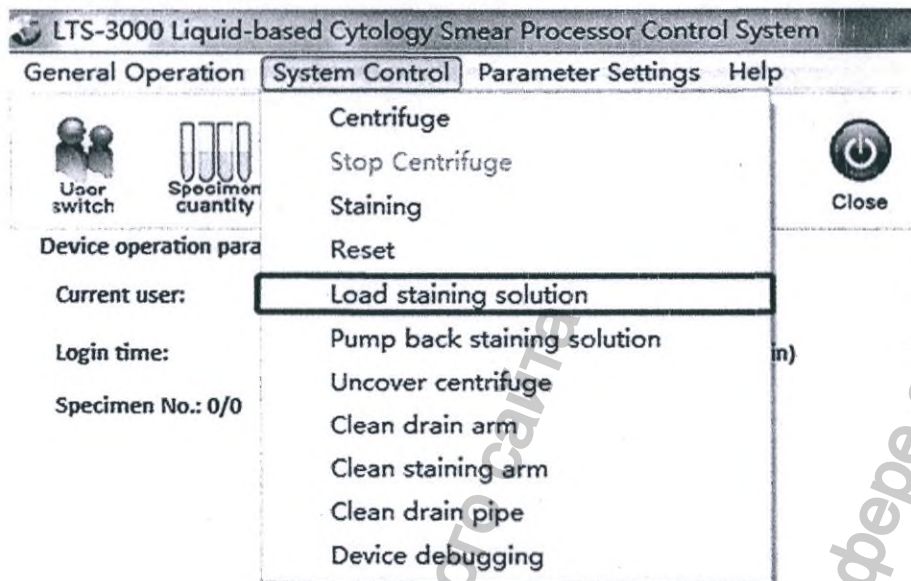 LTS-3000 Liquid-based Cytology Smear Processor Control System
General Operation System Control Parameter Settings Help
User switch
Specimen cuantity
Close
Centrifuge
Stop Centrifuge
Staining
Reset
Load staining solution
Pump back staining solution
Uncover centrifuge
Clean drain arm
Clean staining arm
Clean drain pipe
Device debugging
Device operation para
Current user:
Login time:
in)
Specimen No.: 0/0
сайта